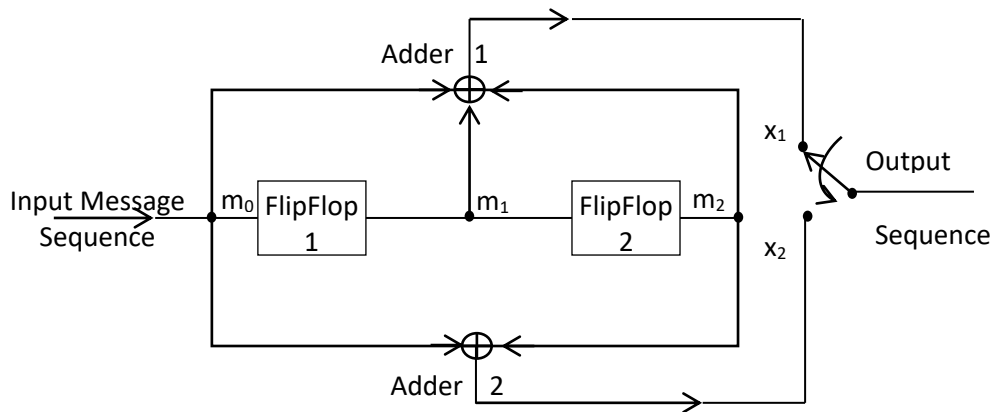 Adder 1
x₁
Output
Input Message
m₀
FlipFlop
m₁
FlipFlop
m₂
Sequence
1
2
x₂
Sequence
Adder 2